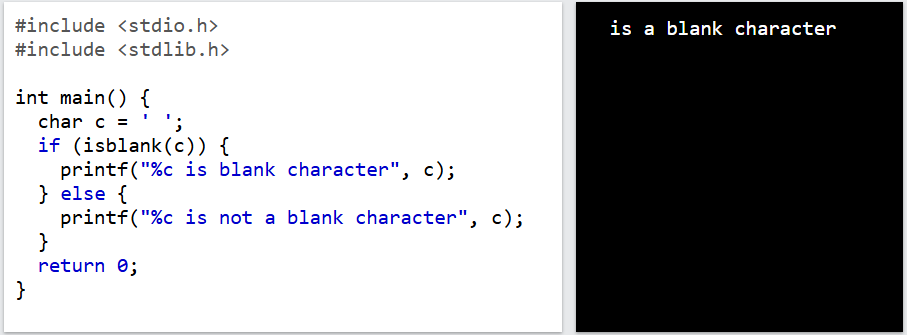 #include <stdio.h>
#include <stdlib.h>
int main() {
char c = ' ';
if (isblank(c)) {
printf("%c is blank character", c);
} else {
printf("%c is not a blank character", c);
}
return 0;
}
is a blank character